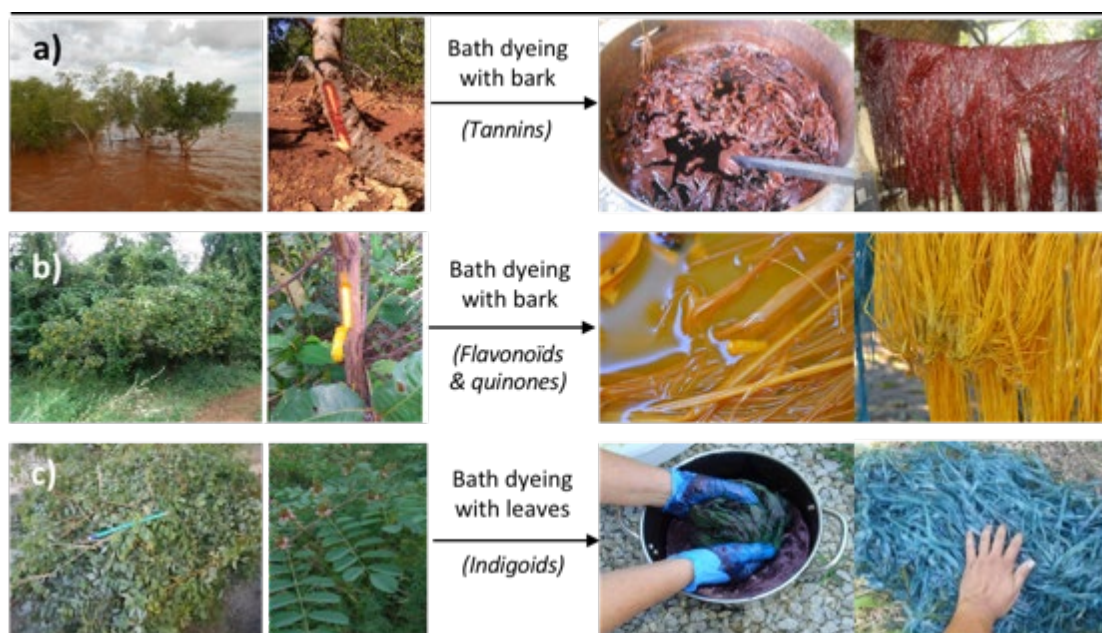 a)
Bath dyeing
with bark
(Tannins)
b)
Bath dyeing
with bark
(Flavonoïds
& quinones)
c)
Bath dyeing
with leaves
(Indigoids)